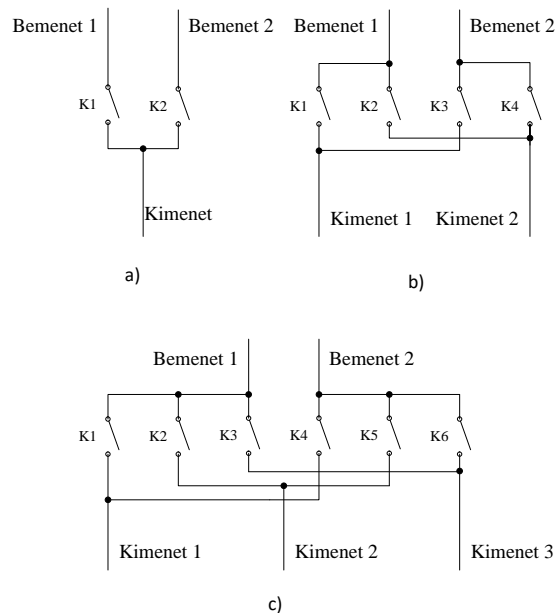 Bemenet 1 Bemenet 2
K1 K2
Kimenet
a)
Bemenet 1 Bemenet 2
K1 K2 K3 K4
Kimenet 1 Kimenet 2
b)
Bemenet 1 Bemenet 2
K1 K2 K3 K4 K5 K6
Kimenet 1 Kimenet 2 Kimenet 3
c)